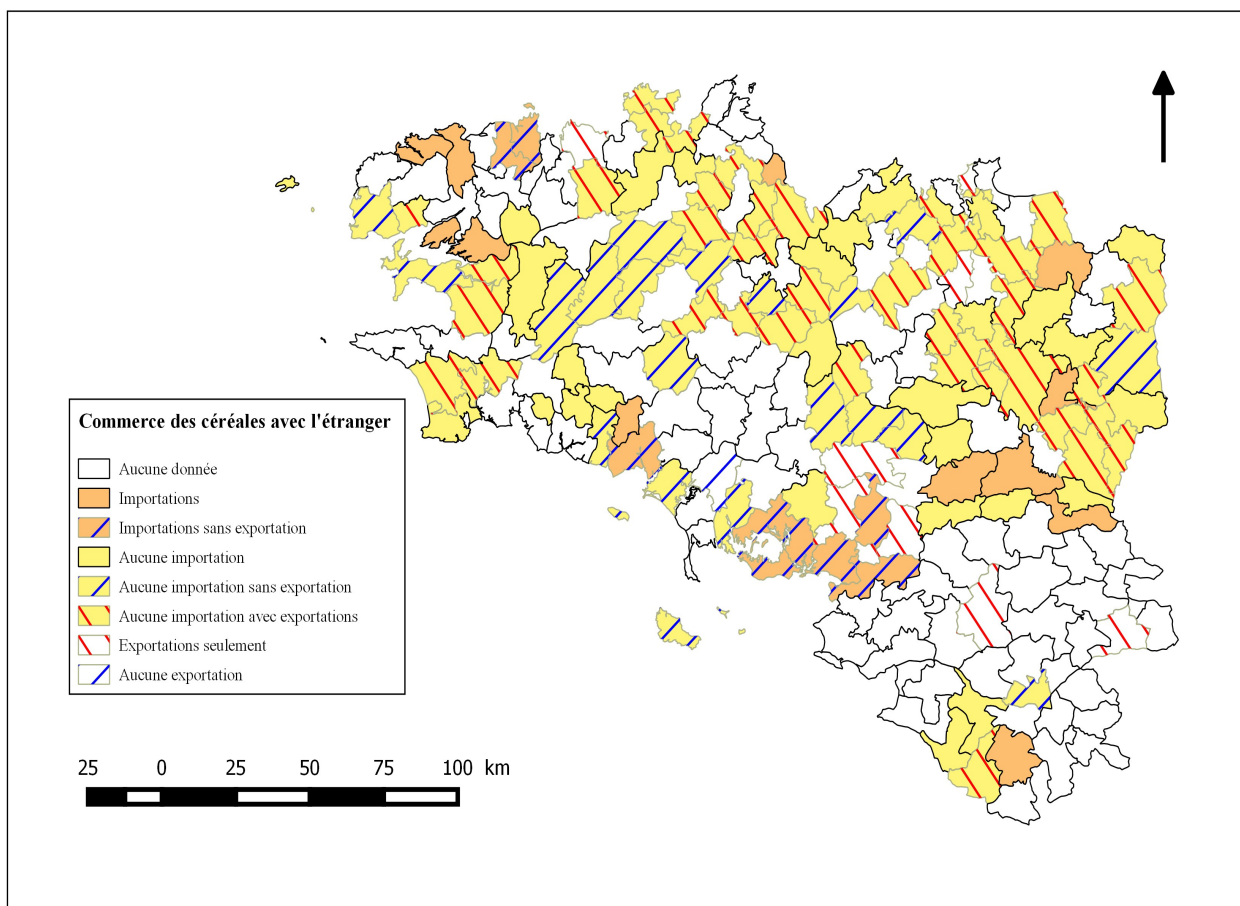 Commerce des céréales avec l'étranger
Aucune donnée
Importations
Importations sans exportation
Aucune importation
Aucune importation sans exportation
Aucune importation avec exportations
Exportations seulement
Aucune exportation
25 0 25 50 75 100 km